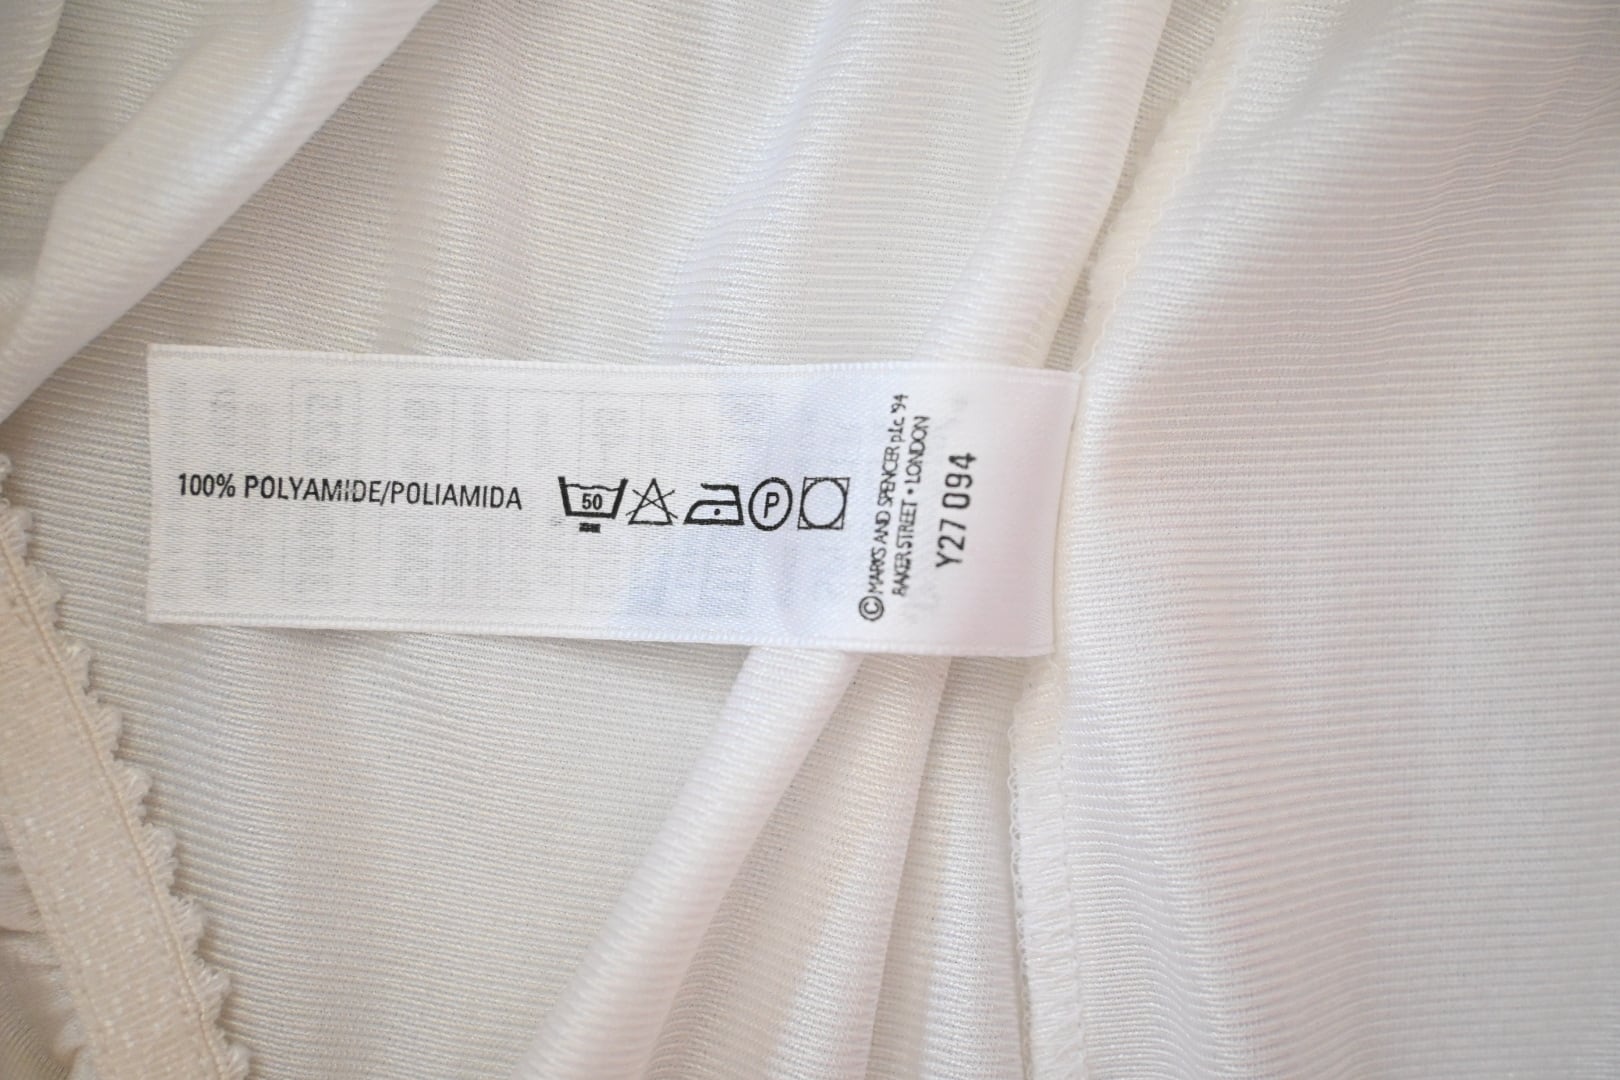 100% POLYAMIDE/POLIAMIDA
50
P
© MARKS AND SPENCER p.l.c '94
BAKER STREET • LONDON
Y27 094